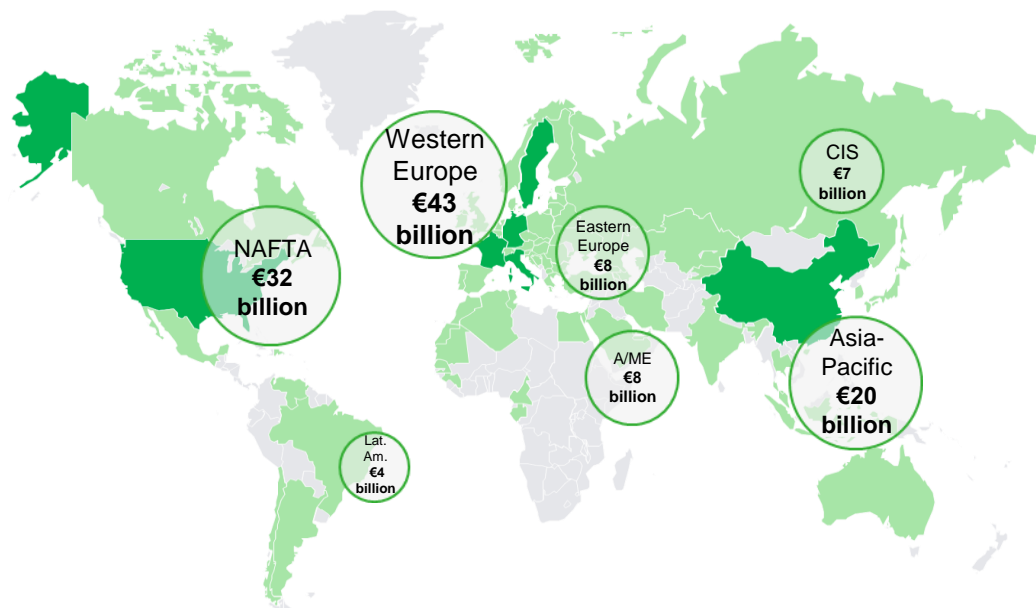 Western
Europe
€43
billion
CIS
€7
billion
NAFTA
€32
billion
Eastern
Europe
€8
billion
A/ME
€8
billion
Asia-
Pacific
€20
billion
Lat.
Am.
€4
billion